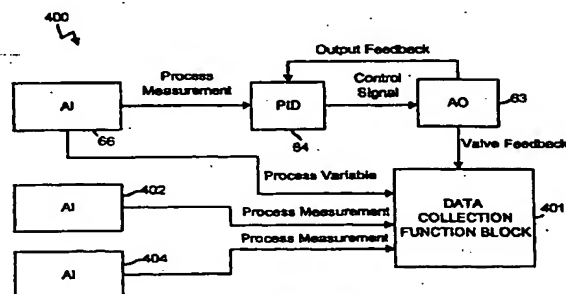 400
Output Feedback
Process
Measurement
Control
Signal
AI
PID
AO
63
66
64
Valve Feedback
Process Variable
402
AI
Process Measurement
DATA
COLLECTION
FUNCTION BLOCK
401
404
Process Measurement
AI